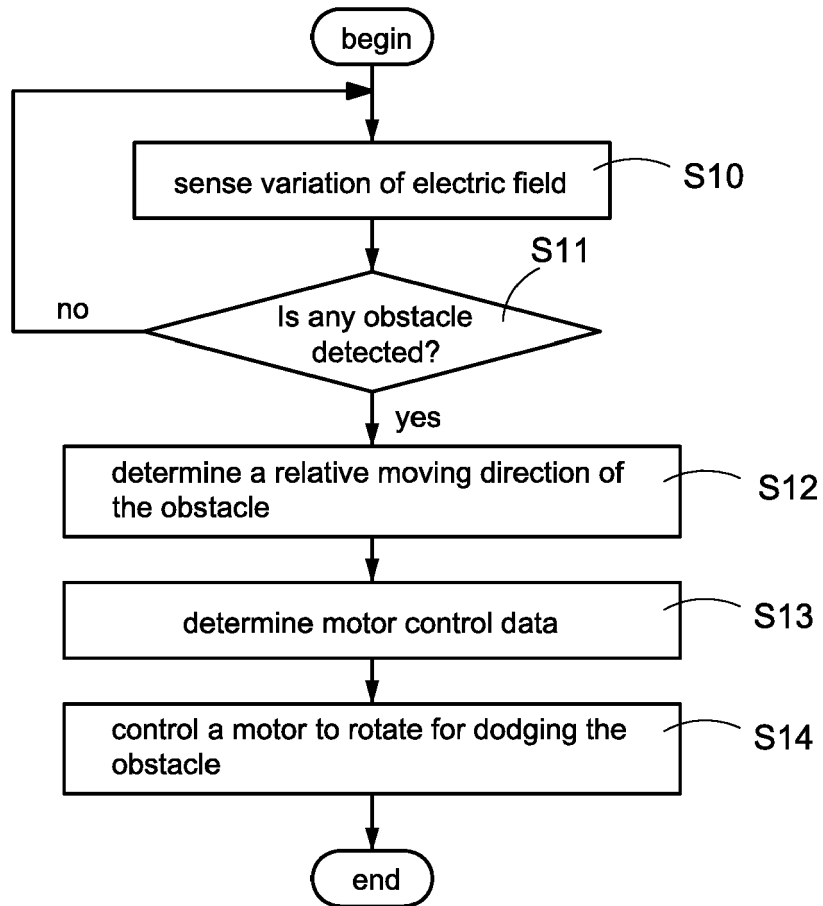 begin
sense variation of electric field
S10
S11
Is any obstacle
detected?
no
yes
determine a relative moving direction of
the obstacle
S12
determine motor control data
S13
control a motor to rotate for dodging the
obstacle
S14
end